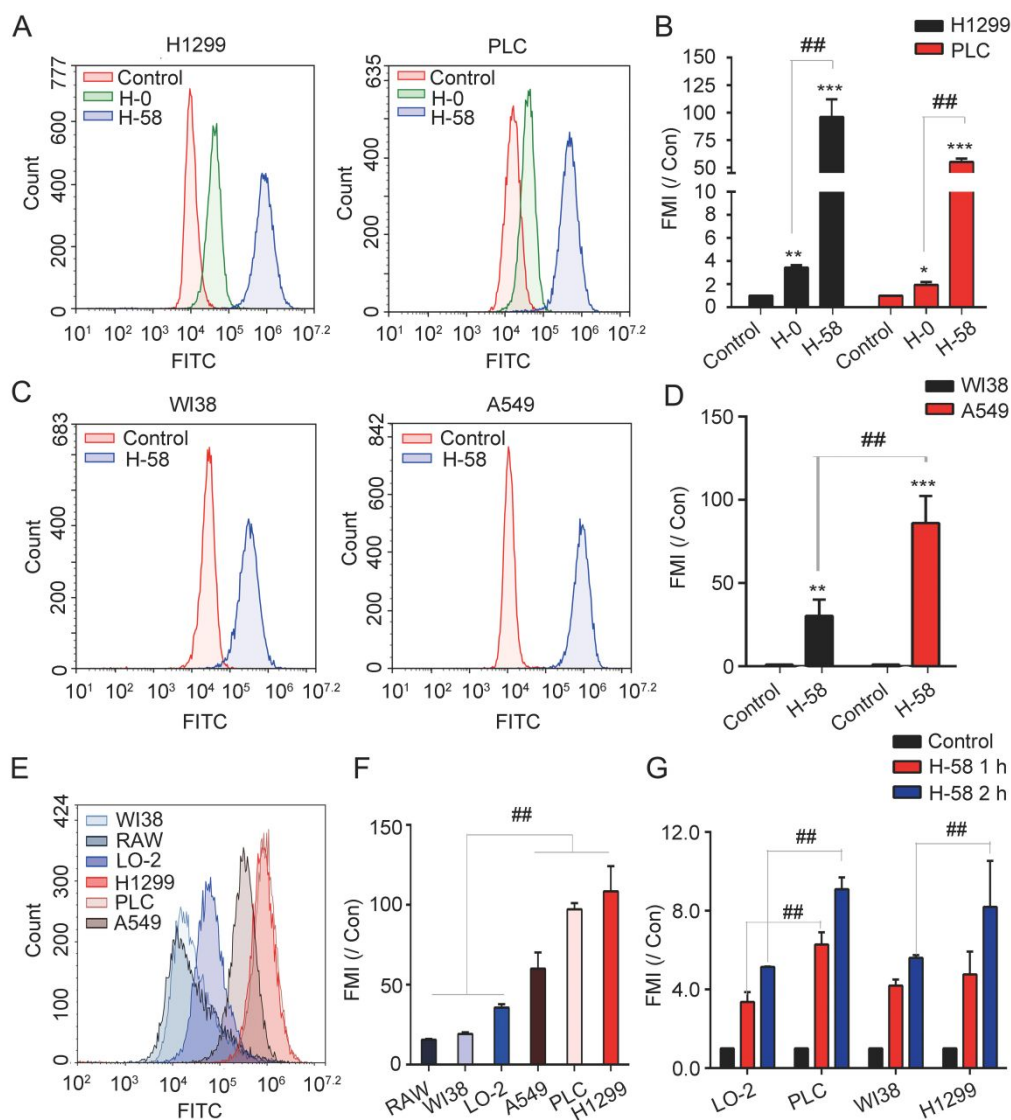 A
H1299
777
600
400
200
0
Count
Control
H-0
H-58
10¹ 10² 10³ 10⁴ 10⁵ 10⁶ 10⁷·²
FITC
PLC
635
400
200
0
Count
Control
H-0
H-58
10¹ 10² 10³ 10⁴ 10⁵ 10⁶ 10⁷·²
FITC
B
H1299
PLC
FMI (/ Con)
150
125
100
75
50
10
8
6
4
2
0
##
***
**
##
***
*
Control H-0 H-58 Control H-0 H-58
C
WI38
683
400
200
0
Count
Control
H-58
10¹ 10² 10³ 10⁴ 10⁵ 10⁶ 10⁷·²
FITC
A549
842
600
400
200
0
Count
Control
H-58
10¹ 10² 10³ 10⁴ 10⁵ 10⁶ 10⁷·²
FITC
D
WI38
A549
FMI (/ Con)
150
100
50
0
##
***
**
Control H-58 Control H-58
E
424
300
200
100
0
Count
WI38
RAW
LO-2
H1299
PLC
A549
10³ 10⁴ 10⁵ 10⁶ 10⁷·²
FITC
F
FMI (/ Con)
150
100
50
0
##
RAW WI38 LO-2 A549 PLC H1299
G
Control
H-58 1 h
H-58 2 h
FMI (/ Con)
12.0
8.0
4.0
0.0
##
##
##
LO-2 PLC WI38 H1299